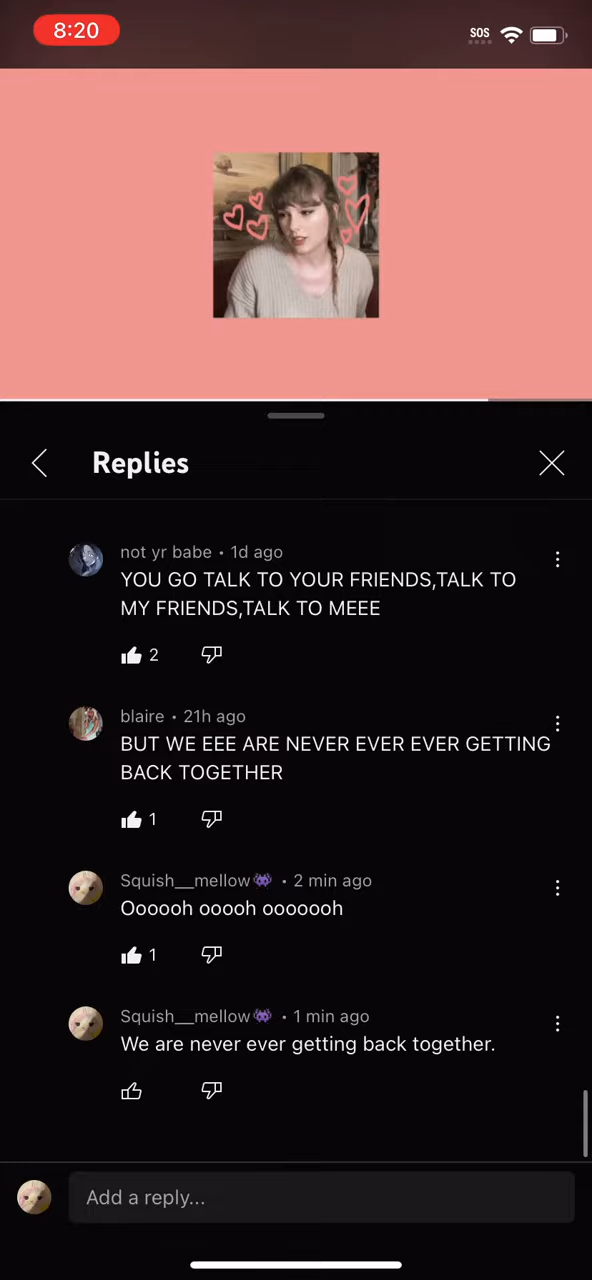 8:20
SOS
Replies
not yr babe • 1d ago
YOU GO TALK TO YOUR FRIENDS,TALK TO
MY FRIENDS,TALK TO MEEE
2
blaire • 21h ago
BUT WE EEE ARE NEVER EVER EVER GETTING
BACK TOGETHER
1
Squish__mellow👾 • 2 min ago
Oooooh ooooh ooooooh
1
Squish__mellow👾 • 1 min ago
We are never ever getting back together.
Add a reply...